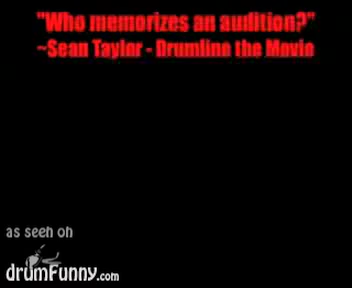 "Who memorizes an audition?"
~Sean Taylor - Drumline the Movie
as seen on
drumFunny.com